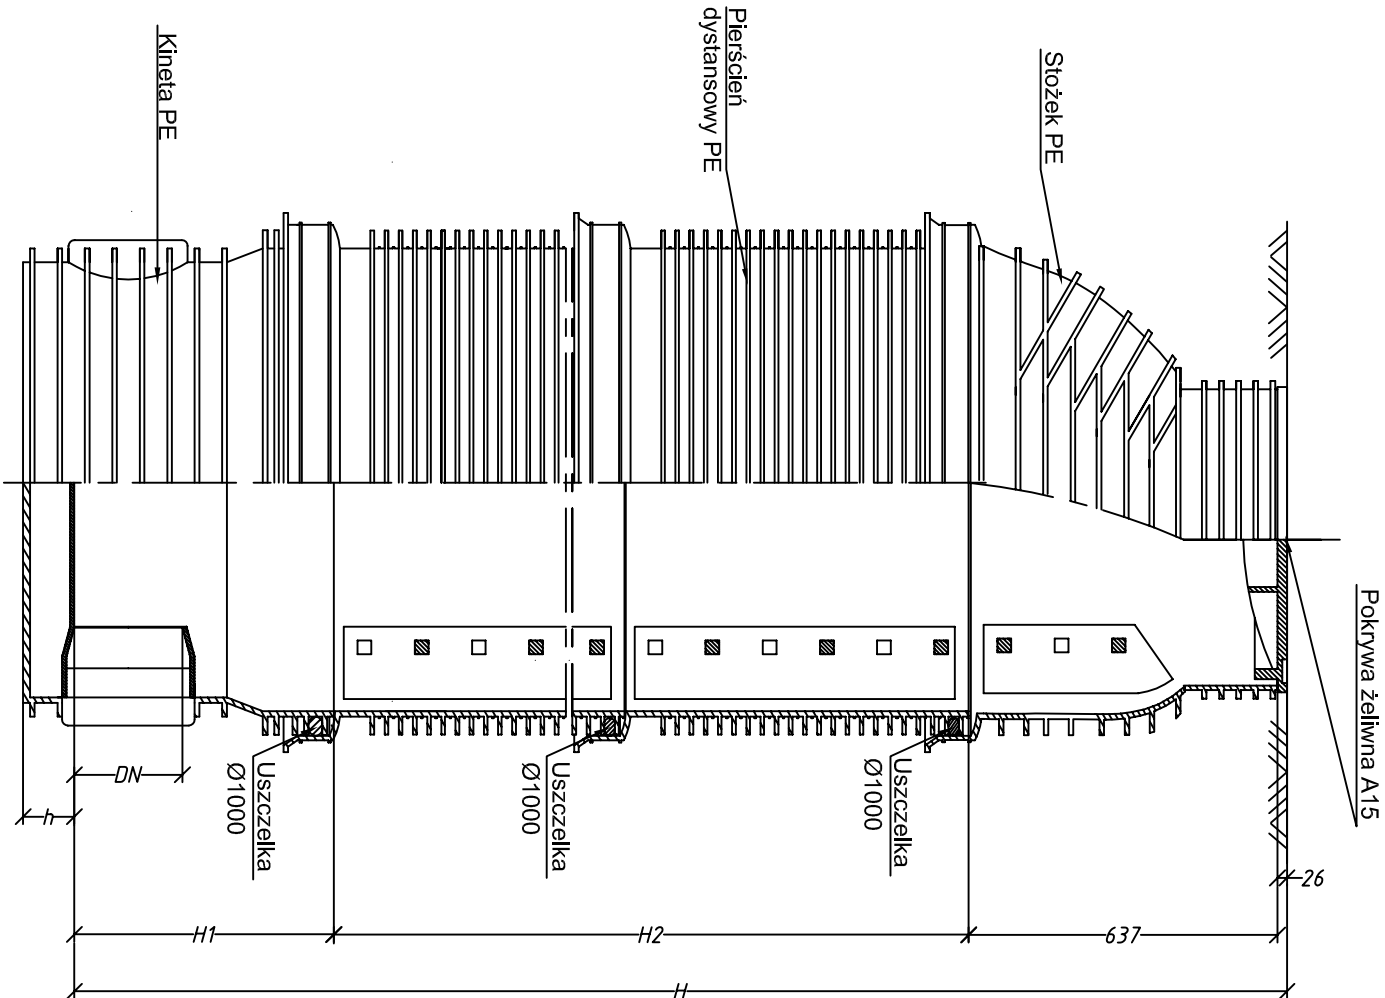 Pokrywa żeliwna A15
Stożek PE
Pierścień
dystansowy PE
Kineta PE
Uszczelka
Ø1000
Uszczelka
Ø1000
Uszczelka
Ø1000
26
637
H2
H1
H
DN
h